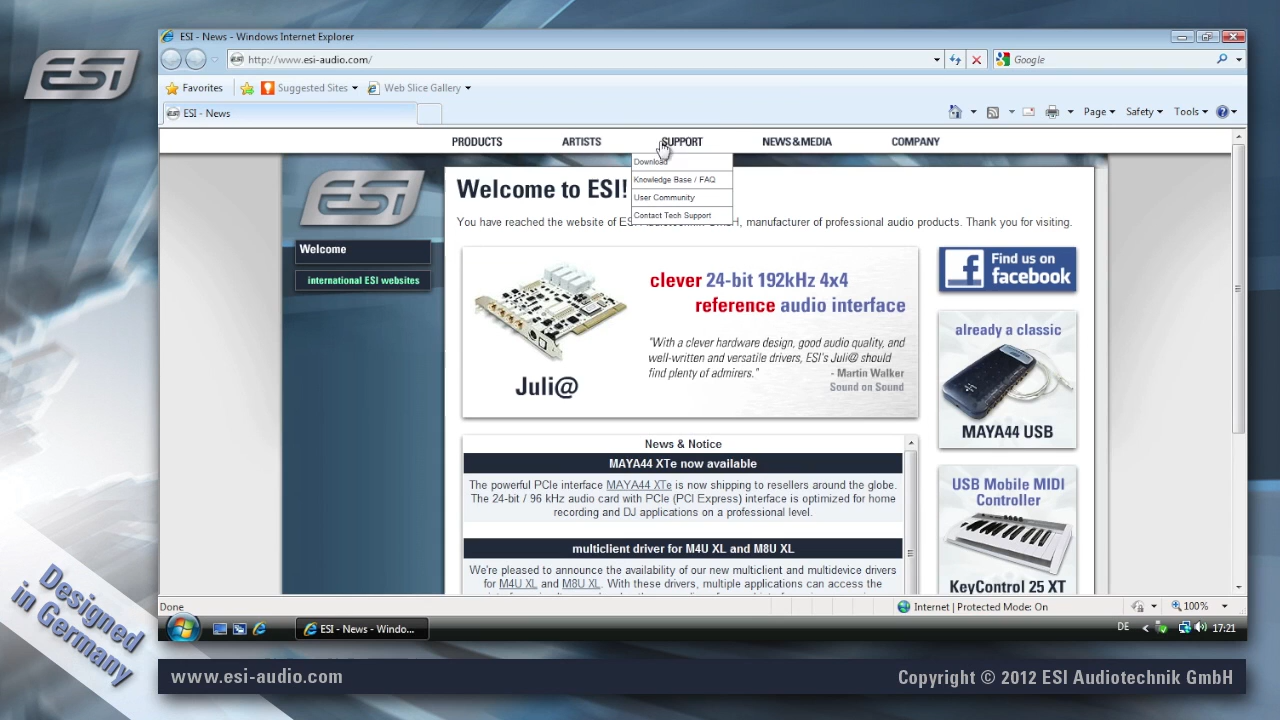 ESI - News - Windows Internet Explorer
ESI
http://www.esi-audio.com/
Google
Favorites
Suggested Sites
Web Slice Gallery
ESI - News
Page
Safety
Tools
PRODUCTS
ARTISTS
SUPPORT
NEWS & MEDIA
COMPANY
Download
Knowledge Base / FAQ
User Community
Contact Tech Support
ESI
Welcome to ESI!
You have reached the website of ESI Audiotechnik GmbH, manufacturer of professional audio products. Thank you for visiting.
Welcome
international ESI websites
clever 24-bit 192kHz 4x4
reference audio interface
"With a clever hardware design, good audio quality, and
well-written and versatile drivers, ESI's Juli@ should
find plenty of admirers."
- Martin Walker
Sound on Sound
Juli@
Find us on
facebook
already a classic
MAYA44 USB
News & Notice
MAYA44 XTe now available
The powerful PCIe interface MAYA44 XTe is now shipping to resellers around the globe.
The 24-bit / 96 kHz audio card with PCIe (PCI Express) interface is optimized for home
recording and DJ applications on a professional level.
multiclient driver for M4U XL and M8U XL
We're pleased to announce the availability of our new multiclient and multidevice drivers
for M4U XL and M8U XL. With these drivers, multiple applications can access the
USB Mobile MIDI
Controller
KeyControl 25 XT
Done
Internet | Protected Mode: On
100%
ESI - News - Windo...
DE
17:21
Designed
in Germany
www.esi-audio.com
Copyright © 2012 ESI Audiotechnik GmbH